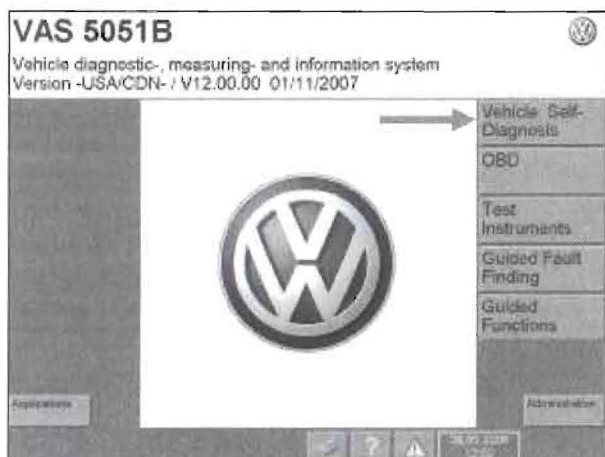 VAS 5051B
Vehicle diagnostic-, measuring- and information system
Version -USA/CDN- / V12.00.00 01/11/2007
Vehicle Self-
Diagnosis
OBD
Test
Instruments
Guided Fault
Finding
Guided
Functions
Applications
Administration
?